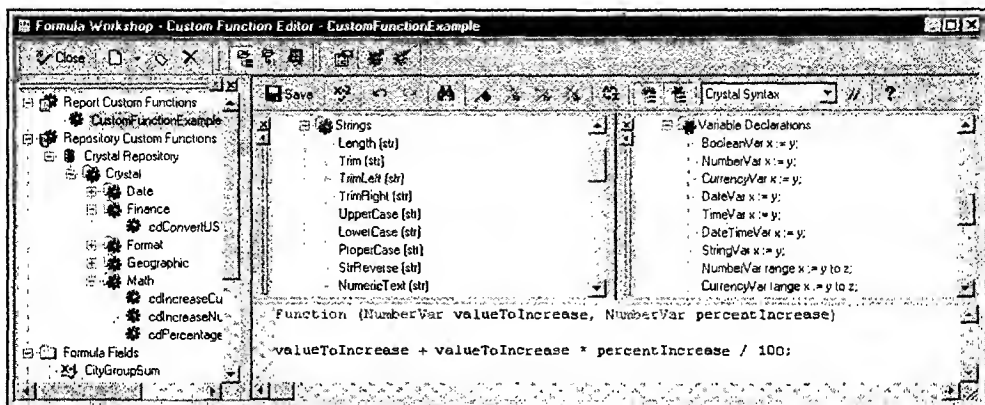 Formula Workshop - Custom Function Editor - CustomFunctionExample
Close
Report Custom Functions
CustomFunctionExample
Repository Custom Functions
Crystal Repository
Crystal
Date
Finance
cdConvertUS
Format
Geographic
Math
cdIncreaseCu
cdIncreaseNu
cdPercentage
Formula Fields
CityGroupSum
Save
Crystal Syntax
Strings
Length (str)
Trim (str)
TrimLeft (str)
TrimRight (str)
UpperCase (str)
LowerCase (str)
ProperCase (str)
StrReverse (str)
NumericText (str)
Variable Declarations
BooleanVar x := y;
NumberVar x := y;
CurrencyVar x := y;
DateVar x := y;
TimeVar x := y;
DateTimeVar x := y;
StringVar x := y;
NumberVar range x := y to z;
CurrencyVar range x := y to z;
Function (NumberVar valueToIncrease, NumberVar percentIncrease)
valueToIncrease + valueToIncrease * percentIncrease / 100;